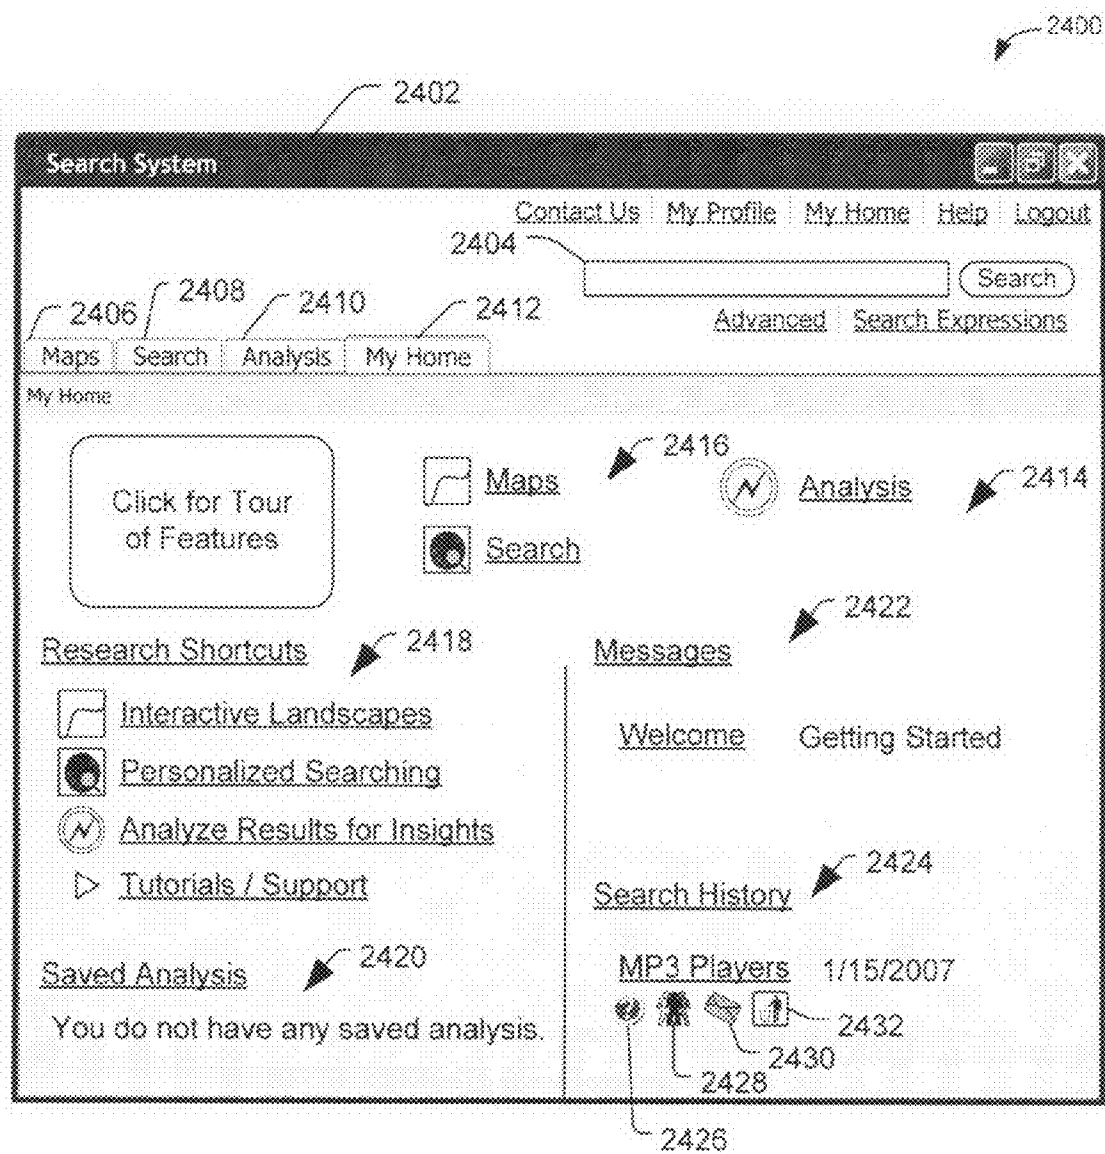 2400
2402
Search System
Contact Us My Profile My Home Help Logout
2404
Search
2406 2408 2410 2412
Advanced Search Expressions
Maps Search Analysis My Home
My Home
Click for Tour
of Features
Maps 2416 Analysis 2414
Search
Research Shortcuts 2418
Interactive Landscapes
Personalized Searching
Analyze Results for Insights
Tutorials / Support
Saved Analysis 2420
You do not have any saved analysis.
Messages 2422
Welcome Getting Started
Search History 2424
MP3 Players 1/15/2007
2432
2430
2428
2426